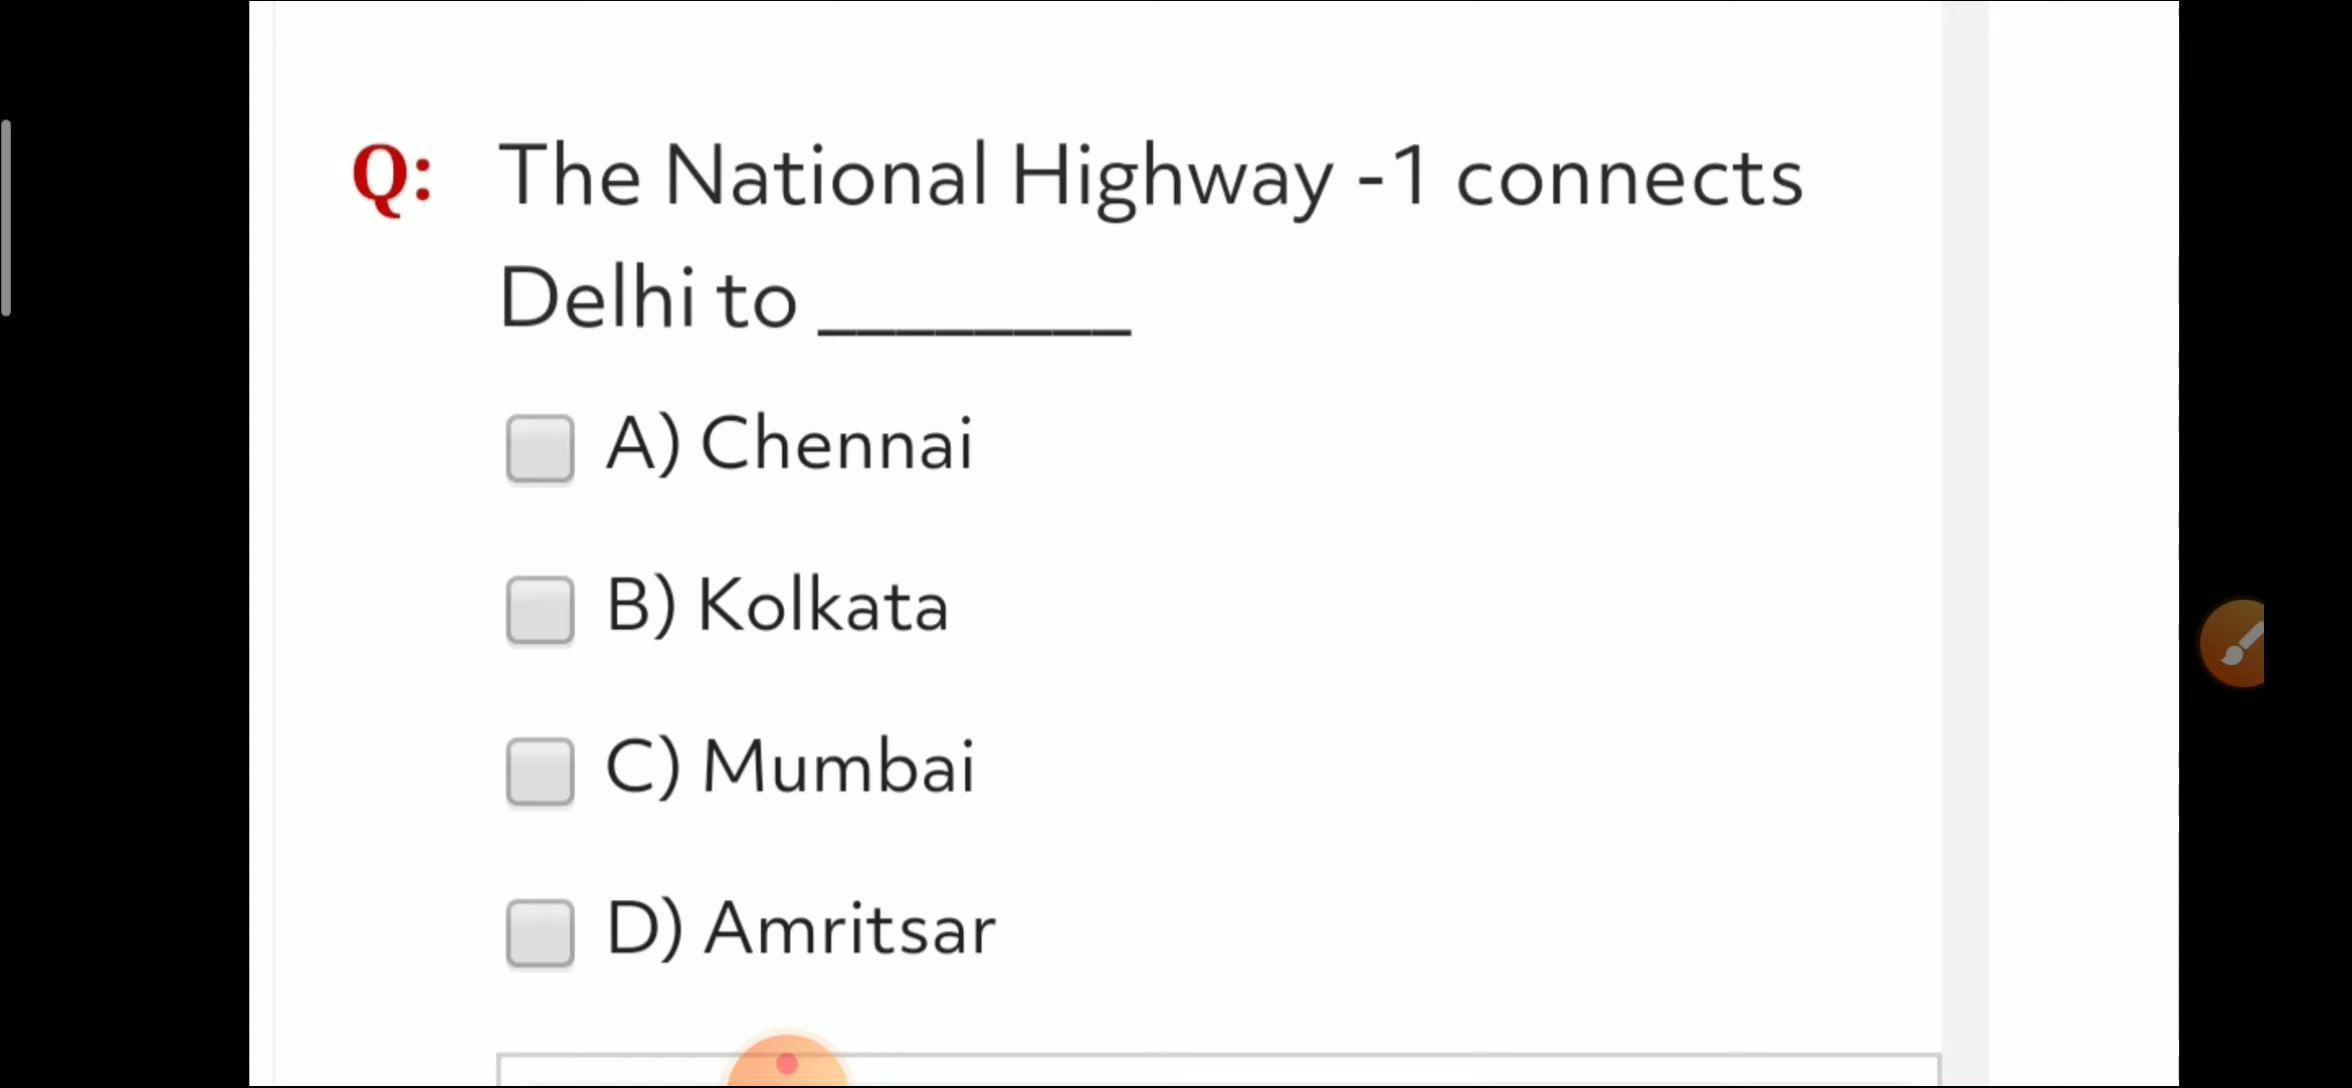 Q: The National Highway -1 connects
Delhi to ________
A) Chennai
B) Kolkata
C) Mumbai
D) Amritsar